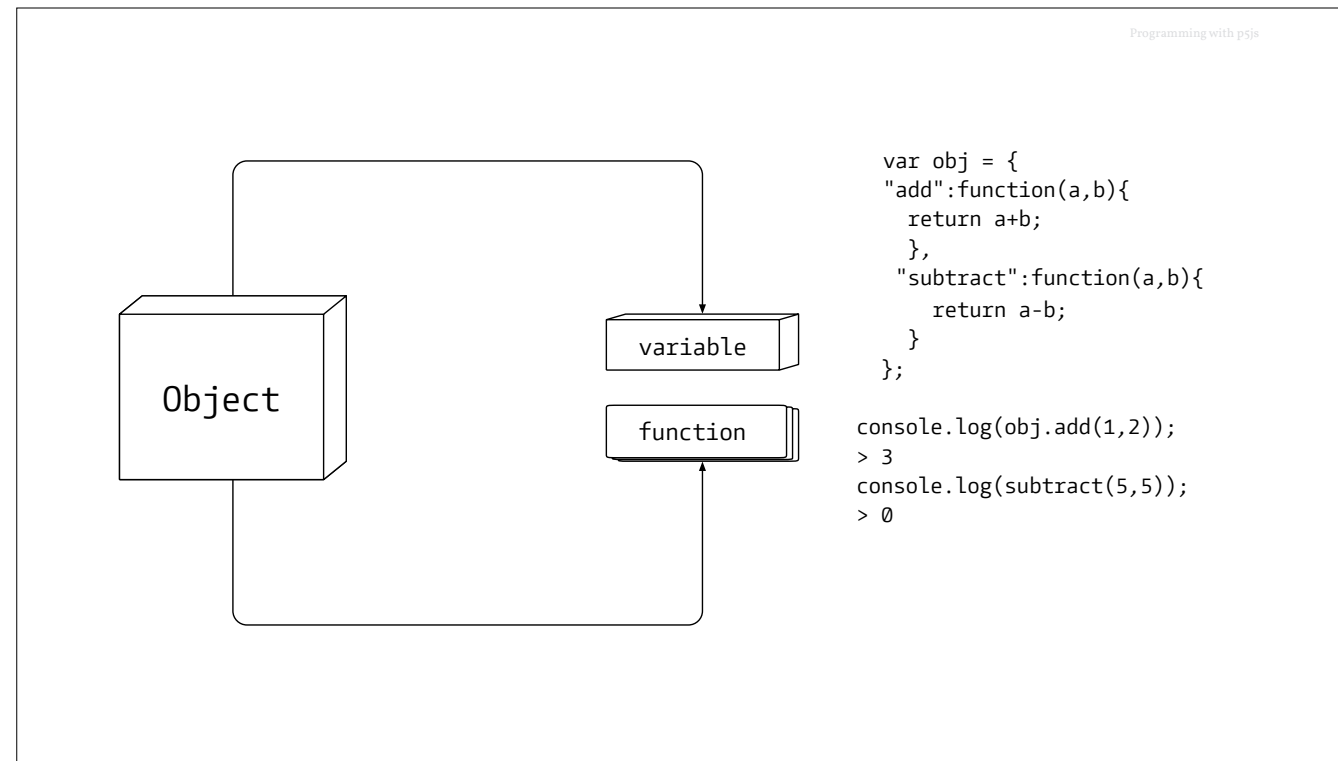 Programming with p5js
Object
variable
function
var obj = {
"add":function(a,b){
return a+b;
},
"subtract":function(a,b){
return a-b;
}
};
console.log(obj.add(1,2));
> 3
console.log(subtract(5,5));
> 0